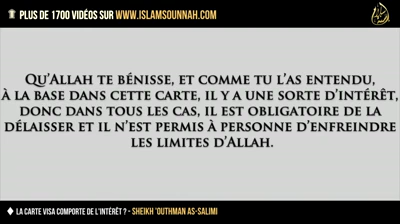 PLUS DE 1700 VIDÉOS SUR WWW.ISLAMSOUNNAH.COM
QU'ALLAH TE BÉNISSE, ET COMME TU L'AS ENTENDU,
À LA BASE DANS CETTE CARTE, IL Y A UNE SORTE D'INTÉRÊT,
DONC DANS TOUS LES CAS, IL EST OBLIGATOIRE DE LA
DÉLAISSER ET IL N'EST PERMIS À PERSONNE D'ENFREINDRE
LES LIMITES D'ALLAH.
LA CARTE VISA COMPORTE DE L'INTÉRÊT ? - SHEIKH 'OUTHMAN AS-SALIMI